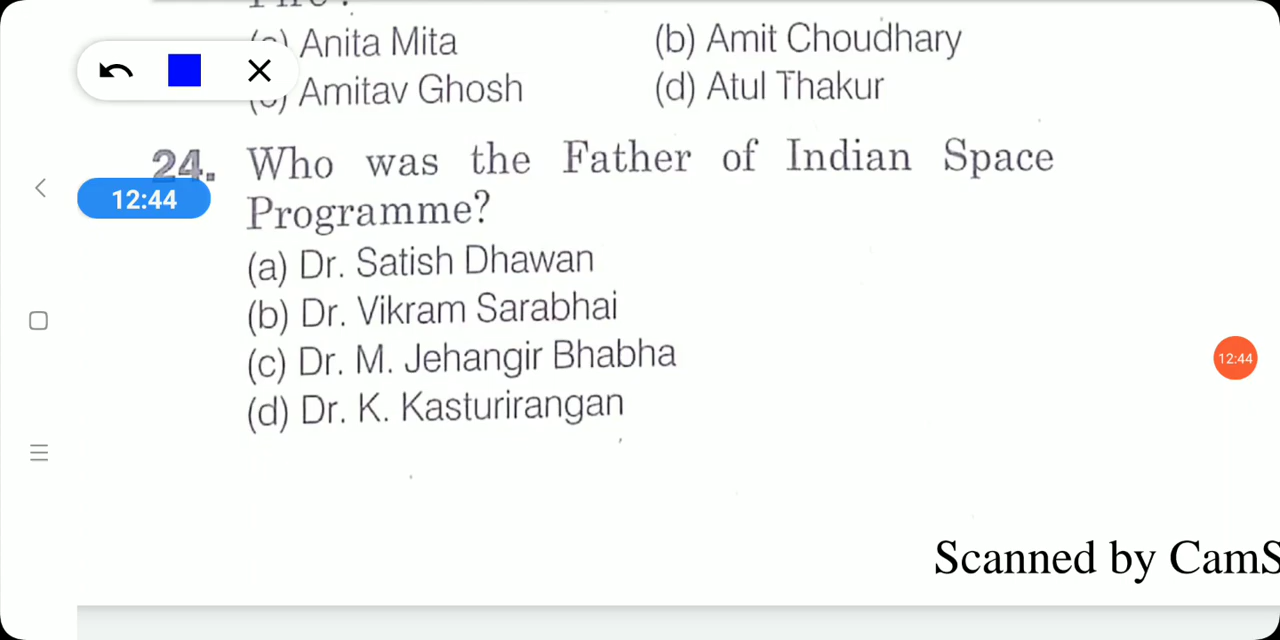 (a) Anita Mita (b) Amit Choudhary
(c) Amitav Ghosh (d) Atul Thakur
24. Who was the Father of Indian Space
12:44
Programme?
(a) Dr. Satish Dhawan
(b) Dr. Vikram Sarabhai
(c) Dr. M. Jehangir Bhabha
12:44
(d) Dr. K. Kasturirangan
Scanned by CamS